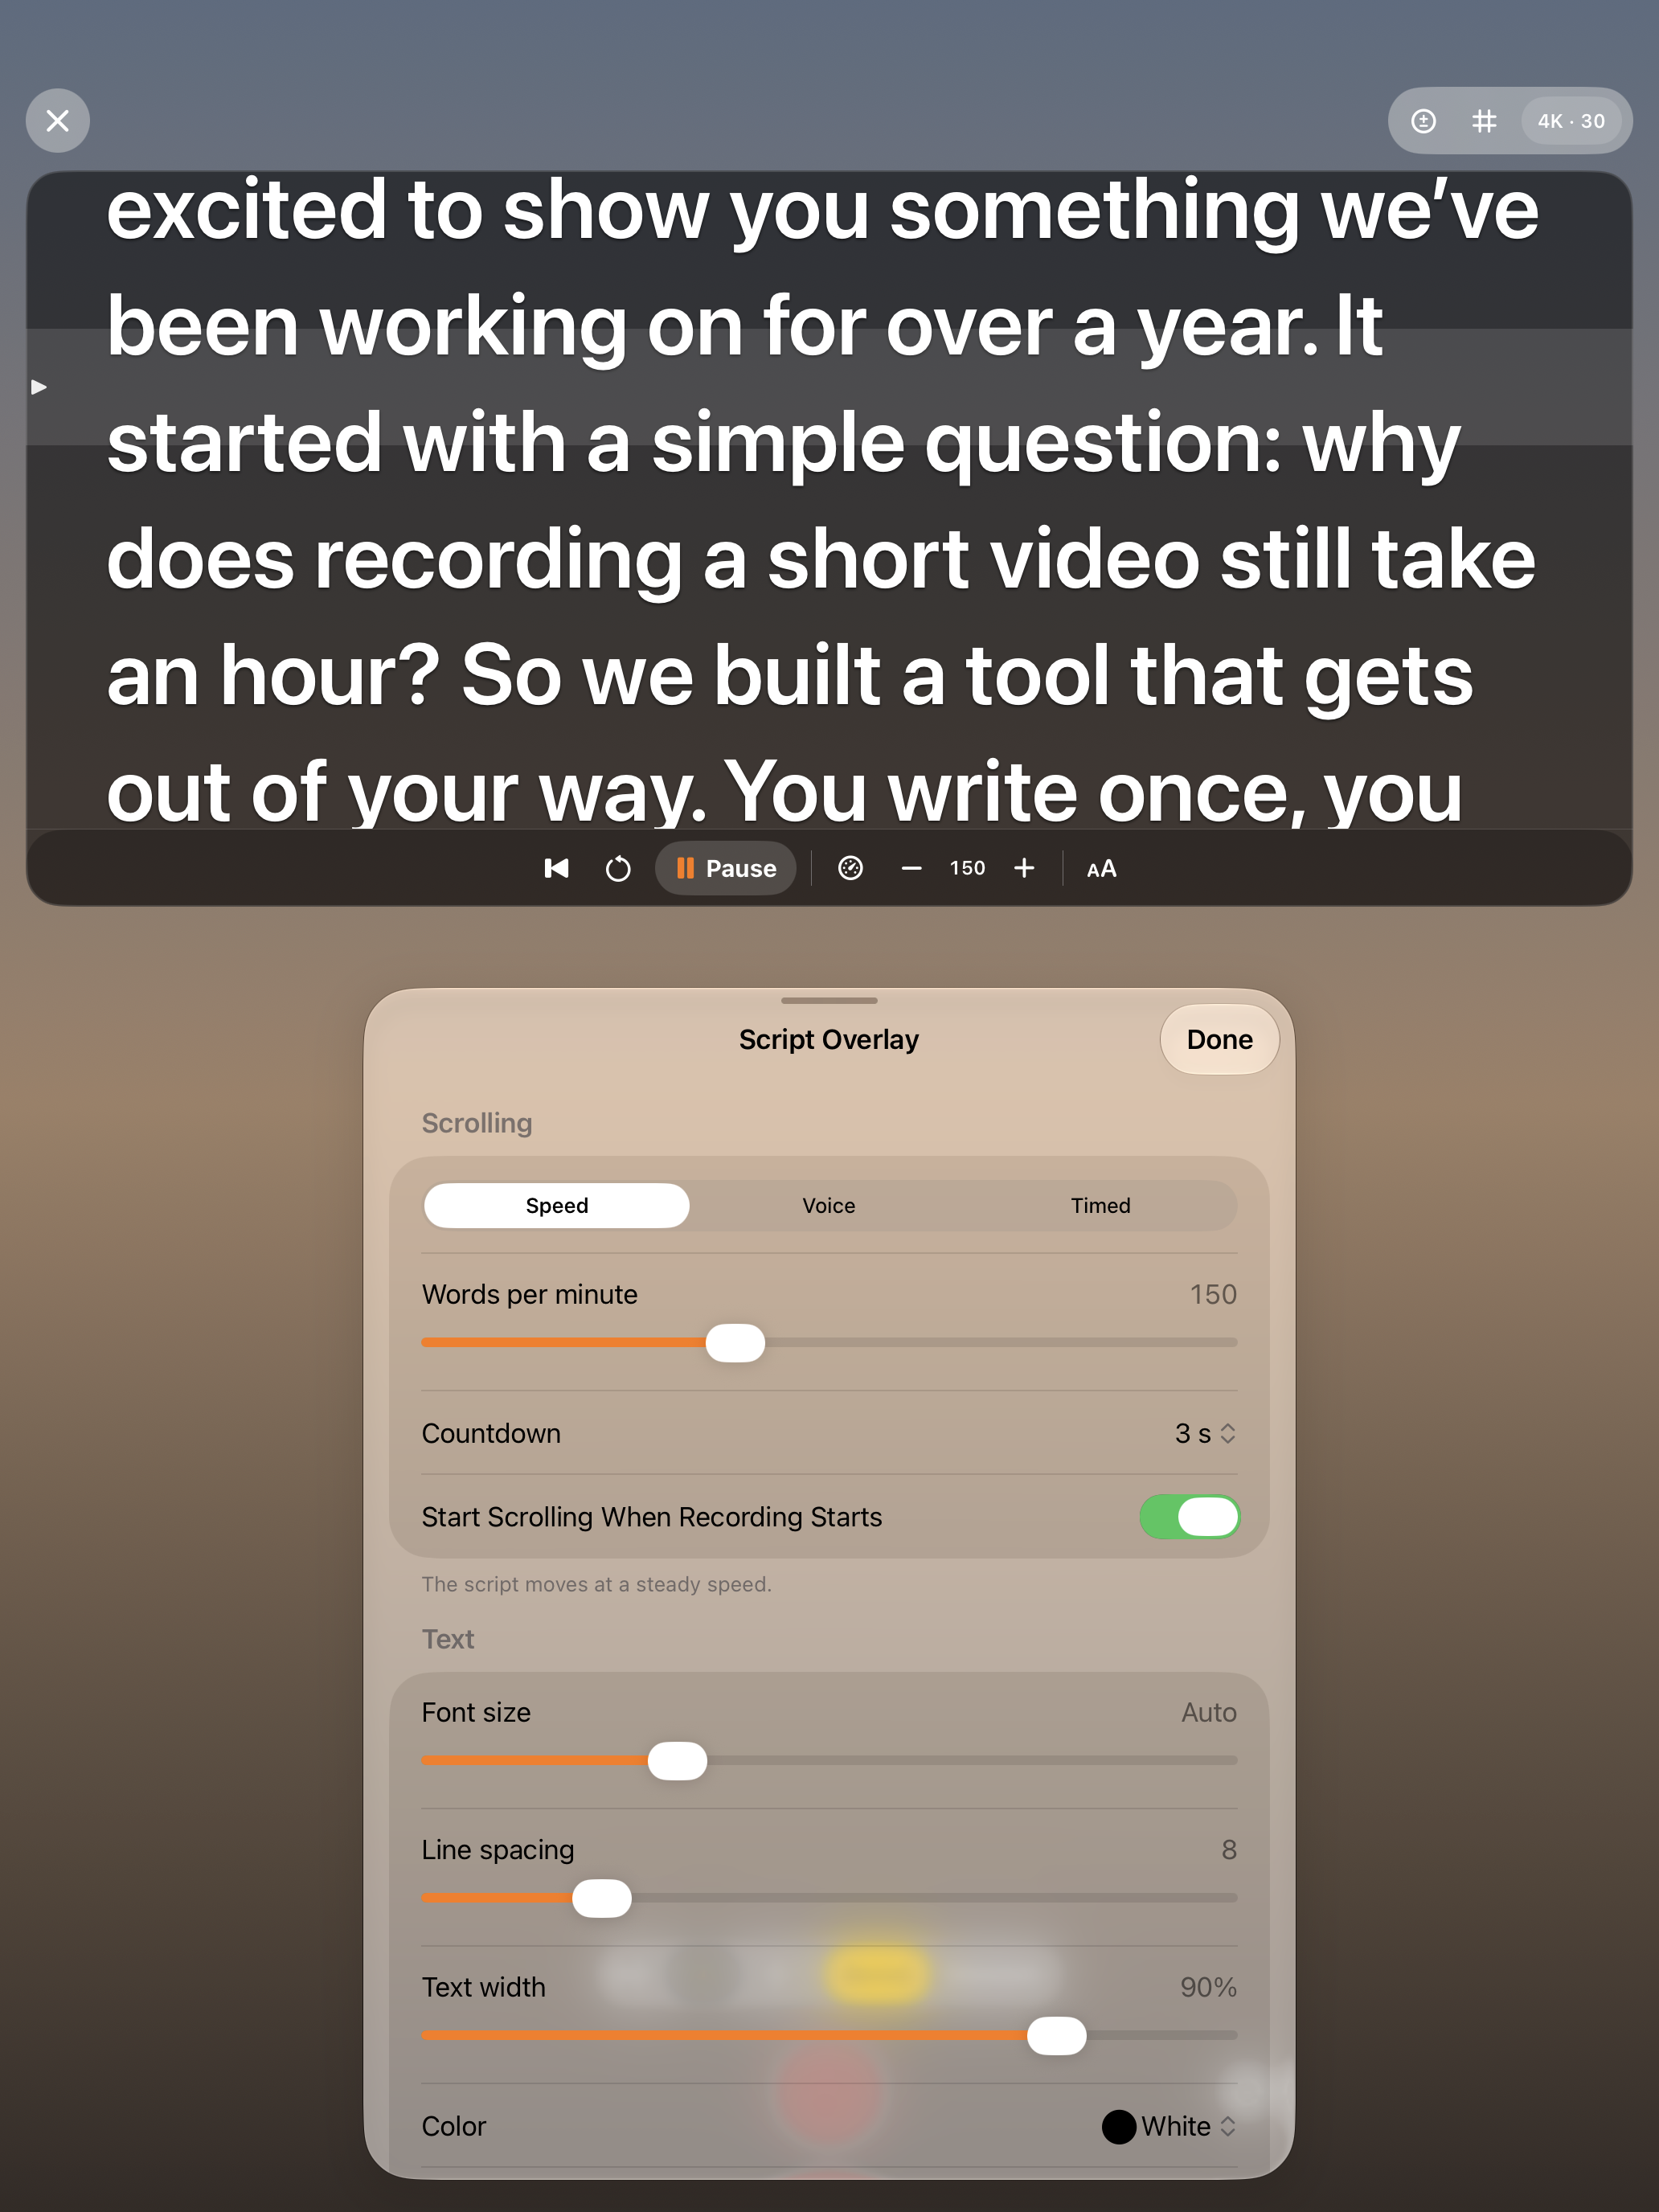 4K · 30
excited to show you something we’ve
been working on for over a year. It
started with a simple question: why
does recording a short video still take
an hour? So we built a tool that gets
out of your way. You write once, you
Pause
150
AA
Script Overlay
Done
Scrolling
Speed Voice Timed
Words per minute 150
Countdown 3 s
Start Scrolling When Recording Starts
The script moves at a steady speed.
Text
Font size Auto
Line spacing 8
Text width 90%
Color White